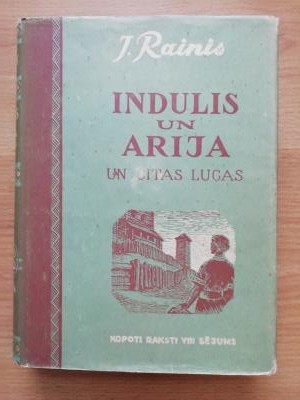 J. Rainis
INDULIS
UN
ARIJA
UN CITAS LUGAS
KOPOTI RAKSTI VIII SĒJUMS